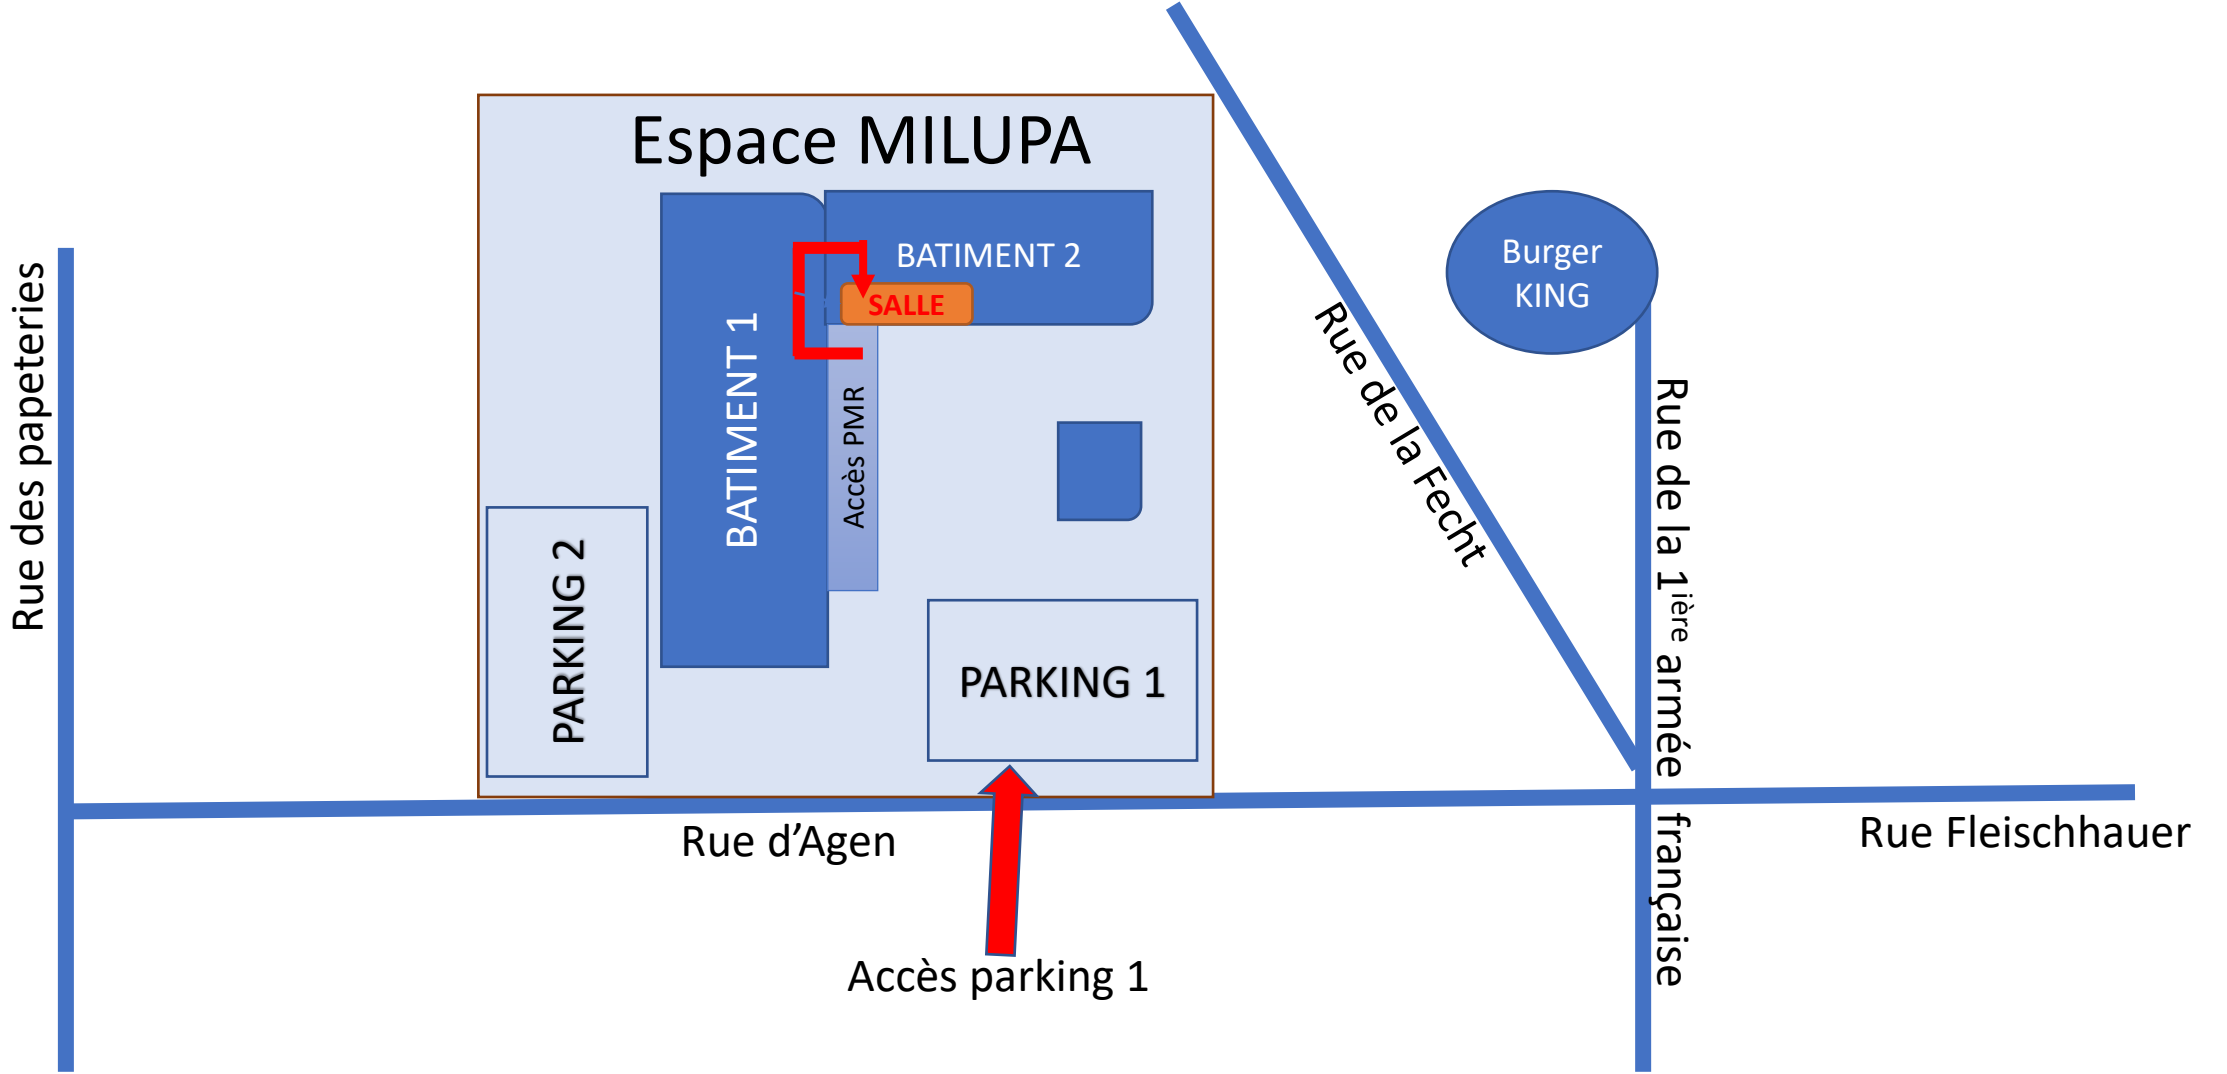 Espace MILUPA
BATIMENT 2
SALLE
BATIMENT 1
Accès PMR
PARKING 2
PARKING 1
Burger
KING
Rue des papeteries
Rue de la Fecht
Rue de la 1ière armée française
Rue d’Agen
Rue Fleischhauer
Accès parking 1